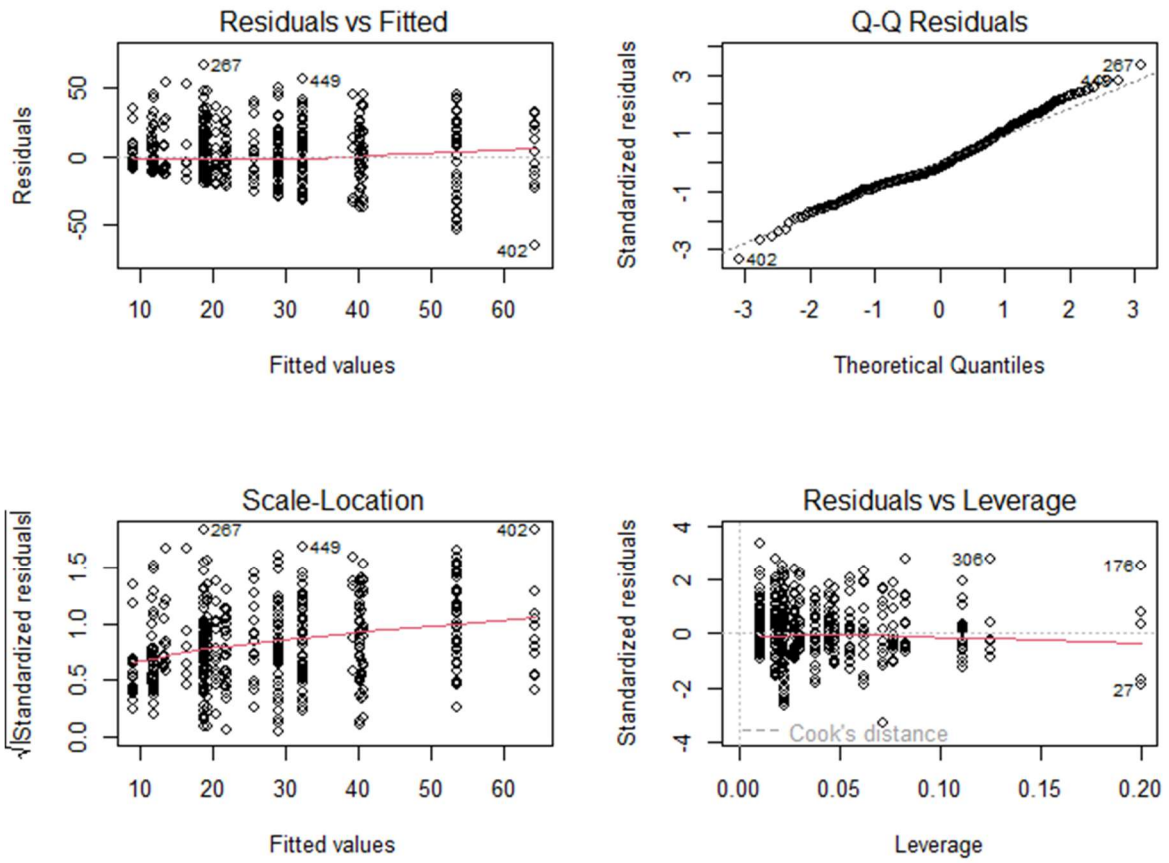 Residuals vs Fitted
Residuals
50
0
-50
267
449
402
10 20 30 40 50 60
Fitted values
Q-Q Residuals
Standardized residuals
3
1
-1
-3
267
449
402
-3 -2 -1 0 1 2 3
Theoretical Quantiles
Scale-Location
√|Standardized residuals|
1.5
1.0
0.5
0.0
267
449
402
10 20 30 40 50 60
Fitted values
Residuals vs Leverage
Standardized residuals
4
2
0
-2
-4
306
176
27
Cook's distance
0.00 0.05 0.10 0.15 0.20
Leverage